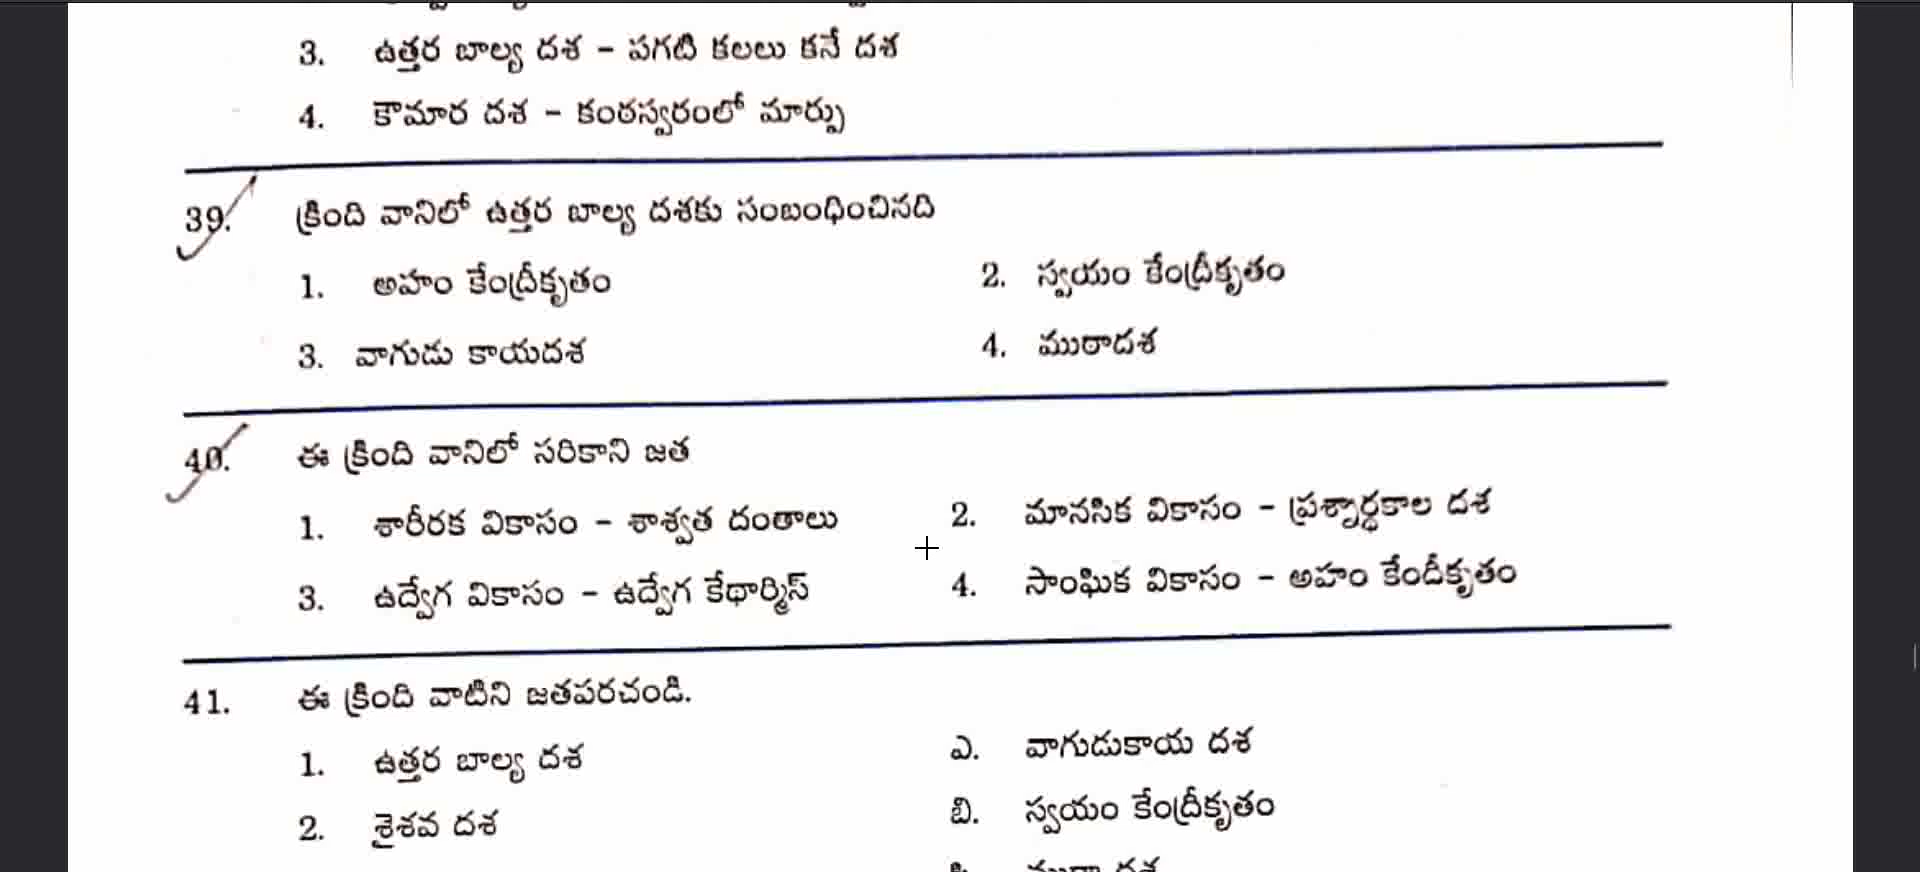 3. ఉత్తర బాల్య దశ - పగటి కలలు కనే దశ
4. కౌమార దశ - కంఠస్వరంలో మార్పు
39. క్రింది వానిలో ఉత్తర బాల్య దశకు సంబంధించినది
1. అహం కేంద్రీకృతం 2. స్వయం కేంద్రీకృతం
3. వాగుడు కాయదశ 4. ముఠాదశ
40. ఈ క్రింది వానిలో సరికాని జత
1. శారీరక వికాసం - శాశ్వత దంతాలు 2. మానసిక వికాసం - ప్రశ్నార్థకాల దశ
3. ఉద్వేగ వికాసం - ఉద్వేగ కేథార్మిస్ 4. సాంఘిక వికాసం - అహం కేందీకృతం
41. ఈ క్రింది వాటిని జతపరచండి.
1. ఉత్తర బాల్య దశ ఎ. వాగుడుకాయ దశ
2. శైశవ దశ బి. స్వయం కేంద్రీకృతం